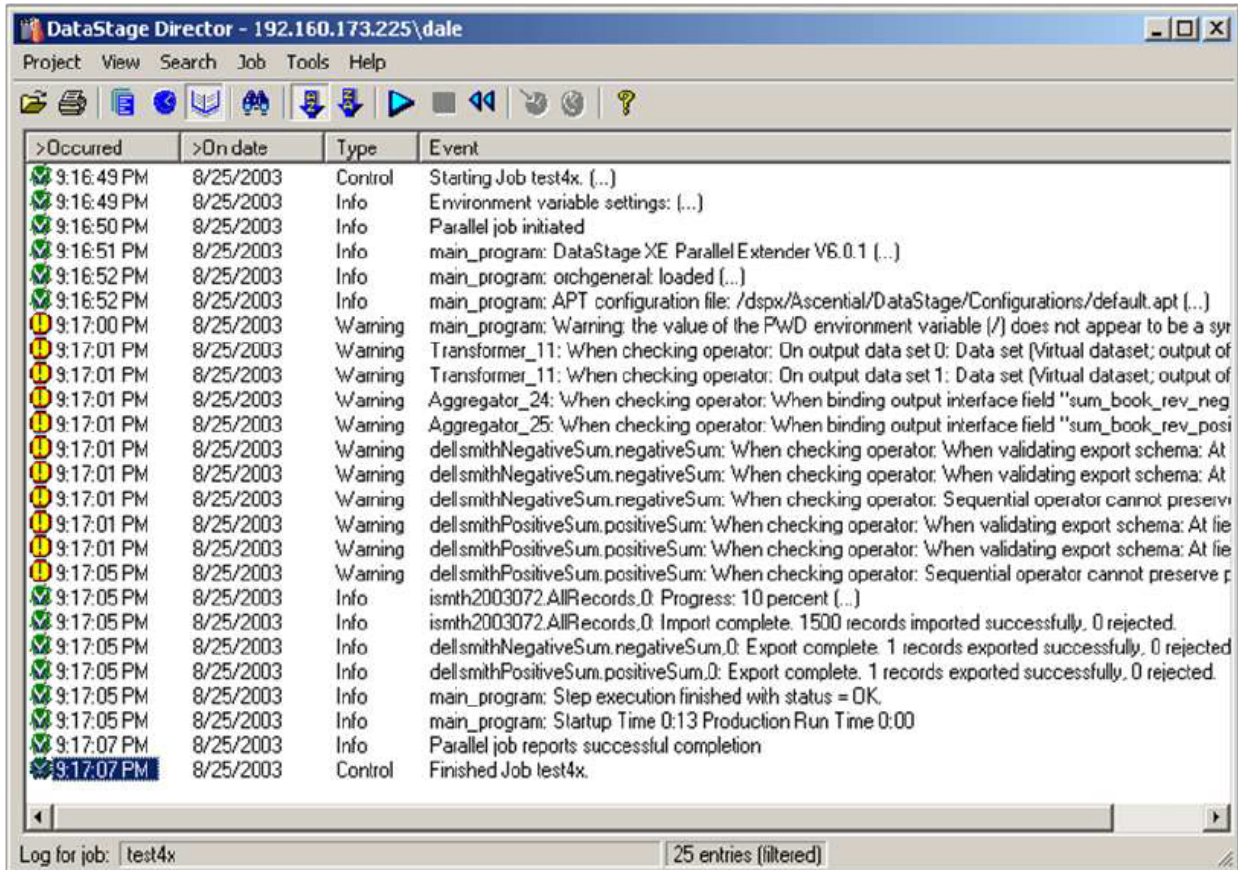 DataStage Director - 192.160.173.225\dale
Project View Search Job Tools Help
>Occurred >On date Type Event
9:16:49 PM 8/25/2003 Control Starting Job test4x. (...)
9:16:49 PM 8/25/2003 Info Environment variable settings: (...)
9:16:50 PM 8/25/2003 Info Parallel job initiated
9:16:51 PM 8/25/2003 Info main_program: DataStage XE Parallel Extender V6.0.1 (...)
9:16:52 PM 8/25/2003 Info main_program: orchgeneral: loaded (...)
9:16:52 PM 8/25/2003 Info main_program: APT configuration file: /dspx/Ascential/DataStage/Configurations/default.apt (...)
9:17:00 PM 8/25/2003 Warning main_program: Warning: the value of the PWD environment variable (/) does not appear to be a syn
9:17:01 PM 8/25/2003 Warning Transformer_11: When checking operator: On output data set 0: Data set (Virtual dataset; output of
9:17:01 PM 8/25/2003 Warning Transformer_11: When checking operator: On output data set 1: Data set (Virtual dataset; output of
9:17:01 PM 8/25/2003 Warning Aggregator_24: When checking operator: When binding output interface field "sum_book_rev_neg
9:17:01 PM 8/25/2003 Warning Aggregator_25: When checking operator: When binding output interface field "sum_book_rev_posi
9:17:01 PM 8/25/2003 Warning dellsmithNegativeSum.negativeSum: When checking operator: When validating export schema: At
9:17:01 PM 8/25/2003 Warning dellsmithNegativeSum.negativeSum: When checking operator: When validating export schema: At
9:17:01 PM 8/25/2003 Warning dellsmithNegativeSum.negativeSum: When checking operator: Sequential operator cannot preserv
9:17:01 PM 8/25/2003 Warning dellsmithPositiveSum.positiveSum: When checking operator: When validating export schema: At fie
9:17:01 PM 8/25/2003 Warning dellsmithPositiveSum.positiveSum: When checking operator: When validating export schema: At fie
9:17:05 PM 8/25/2003 Warning dellsmithPositiveSum.positiveSum: When checking operator: Sequential operator cannot preserve p
9:17:05 PM 8/25/2003 Info ismth2003072.AllRecords,0: Progress: 10 percent (...)
9:17:05 PM 8/25/2003 Info ismth2003072.AllRecords,0: Import complete. 1500 records imported successfully, 0 rejected.
9:17:05 PM 8/25/2003 Info dellsmithNegativeSum.negativeSum,0: Export complete. 1 records exported successfully, 0 rejected
9:17:05 PM 8/25/2003 Info dellsmithPositiveSum.positiveSum,0: Export complete. 1 records exported successfully, 0 rejected.
9:17:05 PM 8/25/2003 Info main_program: Step execution finished with status = OK.
9:17:05 PM 8/25/2003 Info main_program: Startup Time 0:13 Production Run Time 0:00
9:17:07 PM 8/25/2003 Info Parallel job reports successful completion
9:17:07 PM 8/25/2003 Control Finished Job test4x.
Log for job: test4x 25 entries (filtered)